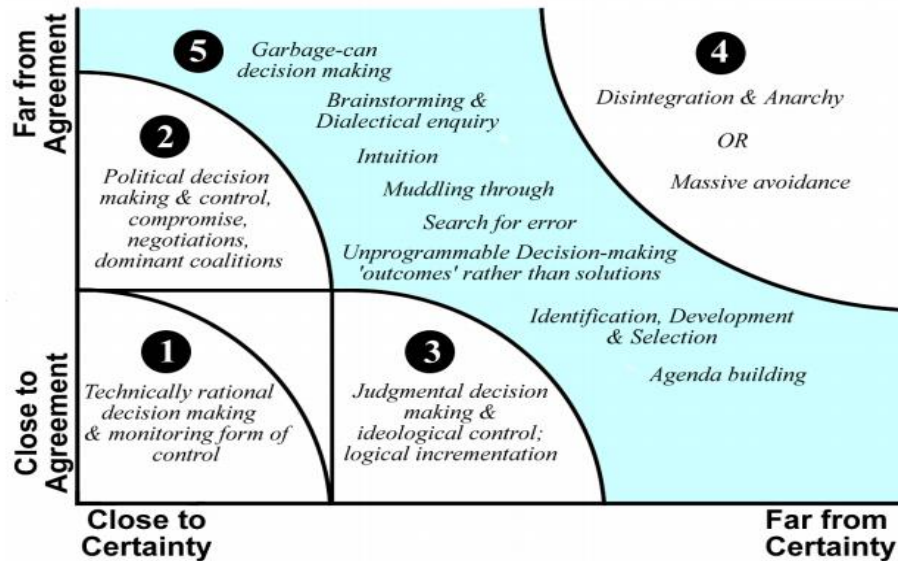 Far from
Agreement
Close to
Agreement
5
Garbage-can
decision making
Brainstorming &
Dialectical enquiry
Intuition
Muddling through
Search for error
Unprogrammable Decision-making
'outcomes' rather than solutions
Identification, Development
& Selection
Agenda building
4
Disintegration & Anarchy
OR
Massive avoidance
2
Political decision
making & control,
compromise,
negotiations,
dominant coalitions
1
Technically rational
decision making
& monitoring form of
control
3
Judgmental decision
making &
ideological control;
logical incrementation
Close to
Certainty
Far from
Certainty